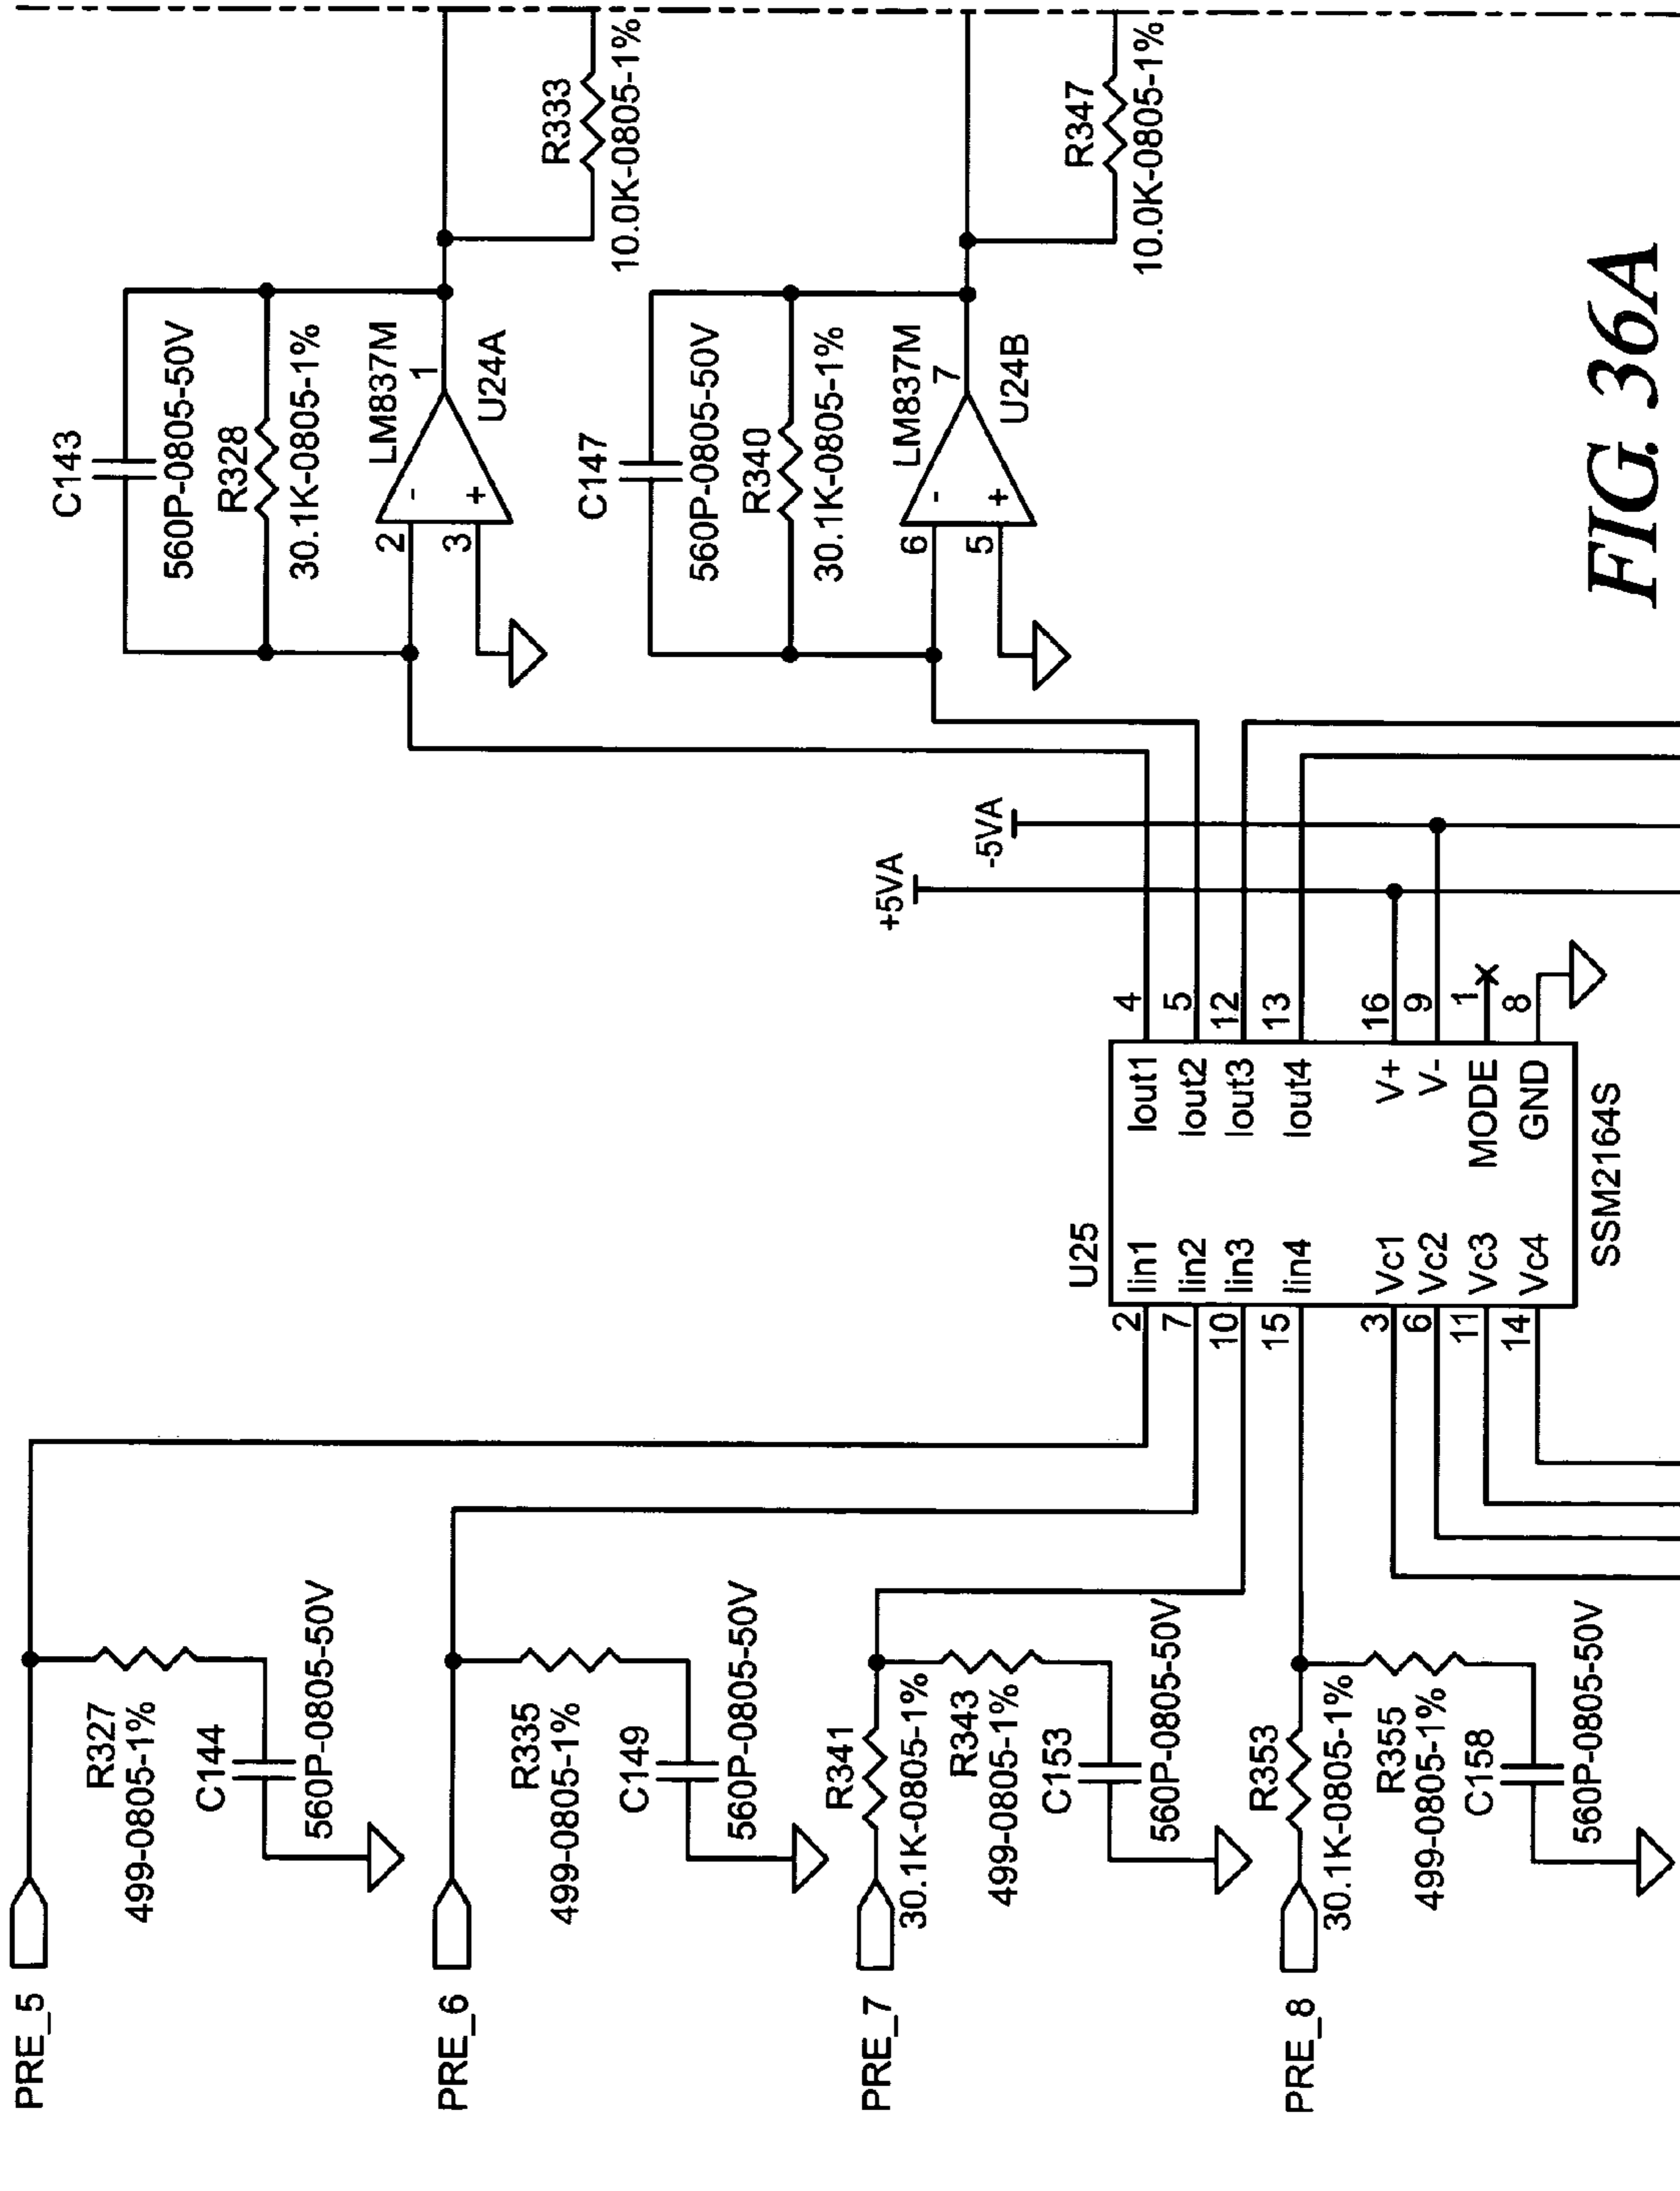 PRE_5
R327
499-0805-1%
C144
560P-0805-50V
PRE_6
R335
499-0805-1%
C149
560P-0805-50V
PRE_7
R341
30.1K-0805-1%
R343
499-0805-1%
C153
560P-0805-50V
PRE_8
R353
30.1K-0805-1%
R355
499-0805-1%
C158
560P-0805-50V
U25
2 Iin1 Iout1 4
7 Iin2 Iout2 5
10 Iin3 Iout3 12
15 Iin4 Iout4 13
3 Vc1 V+ 16
6 Vc2 V- 9
11 Vc3 MODE 1
14 Vc4 GND 8
SSM2164S
+5VA
-5VA
C143
560P-0805-50V
R328
30.1K-0805-1%
LM837M
2 - 1
3 +
U24A
R333
10.0K-0805-1%
C147
560P-0805-50V
R340
30.1K-0805-1%
LM837M
6 - 7
5 +
U24B
R347
10.0K-0805-1%
FIG. 36A